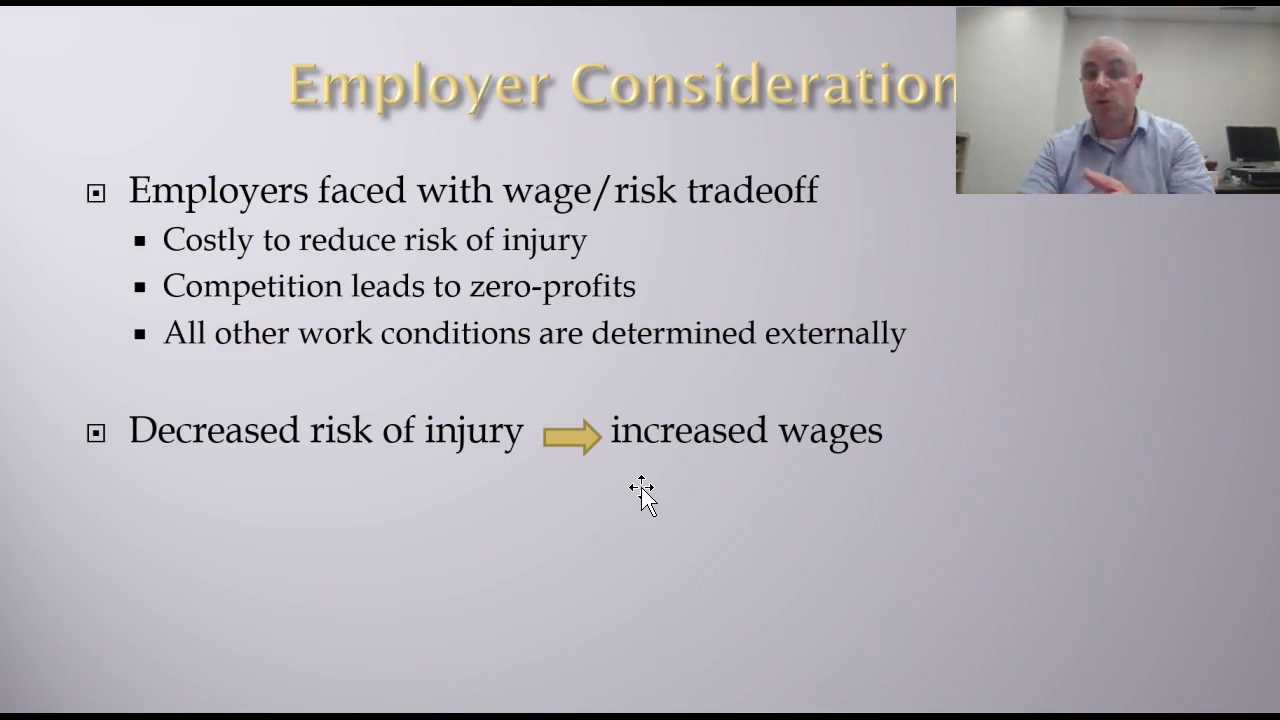 Employer Consideration
Employers faced with wage/risk tradeoff
Costly to reduce risk of injury
Competition leads to zero-profits
All other work conditions are determined externally
Decreased risk of injury increased wages